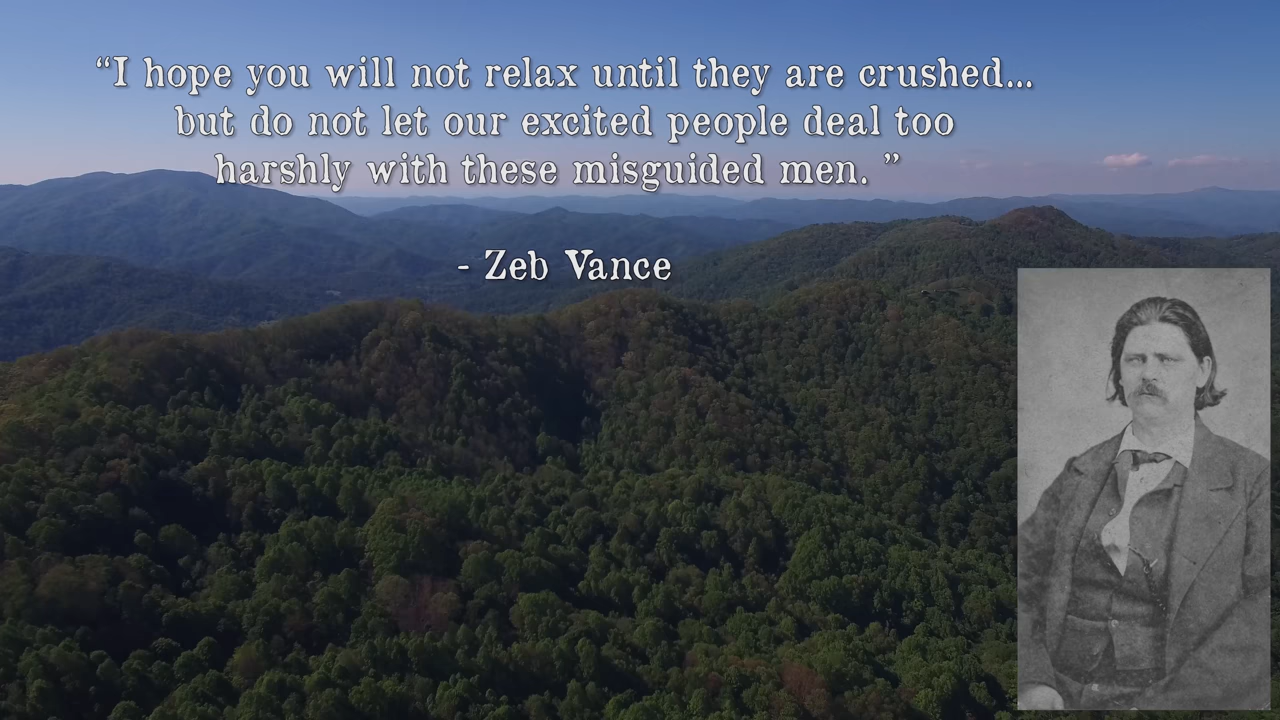 “I hope you will not relax until they are crushed...
but do not let our excited people deal too
harshly with these misguided men. ”
- Zeb Vance